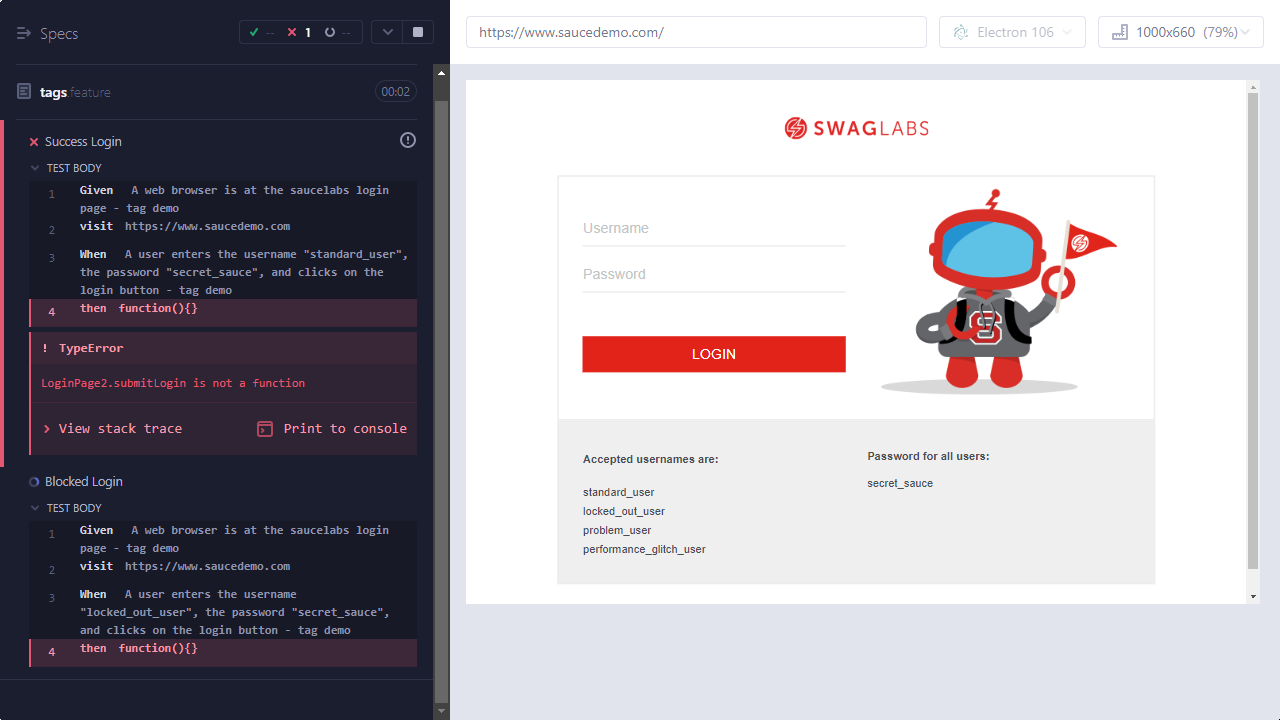 Specs
-- 1 --
tags.feature
00:02
Success Login
TEST BODY
1 Given A web browser is at the saucelabs login
page - tag demo
2 visit https://www.saucedemo.com
3 When A user enters the username "standard_user",
the password "secret_sauce", and clicks on the
login button - tag demo
4 then function(){}
! TypeError
LoginPage2.submitLogin is not a function
View stack trace
Print to console
Blocked Login
TEST BODY
1 Given A web browser is at the saucelabs login
page - tag demo
2 visit https://www.saucedemo.com
3 When A user enters the username
"locked_out_user", the password "secret_sauce",
and clicks on the login button - tag demo
4 then function(){}
https://www.saucedemo.com/
Electron 106
1000x660 (79%)
SWAGLABS
Username
Password
LOGIN
S
Accepted usernames are:
standard_user
locked_out_user
problem_user
performance_glitch_user
Password for all users:
secret_sauce